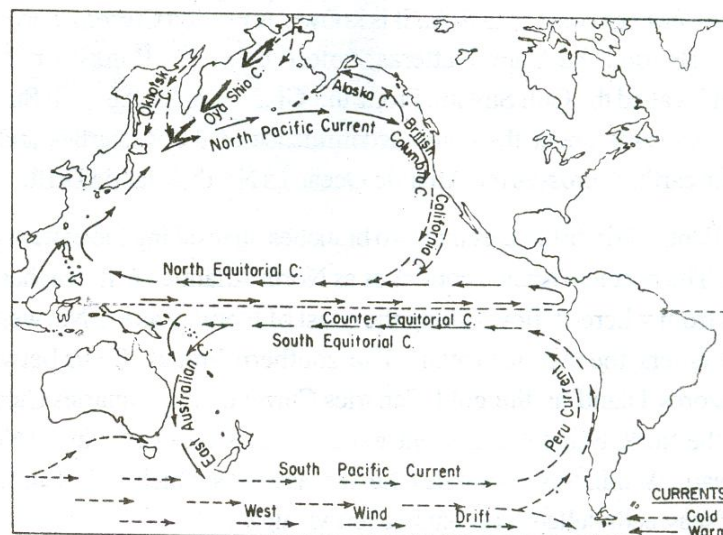 Okhotsk C.
Oya Shio C.
Alaska C.
North Pacific Current
British Columbia C.
California C.
North Equitorial C.
Counter Equitorial C.
South Equitorial C.
East Australian
Peru Current
South Pacific Current
West Wind Drift
CURRENTS
Cold
Warm